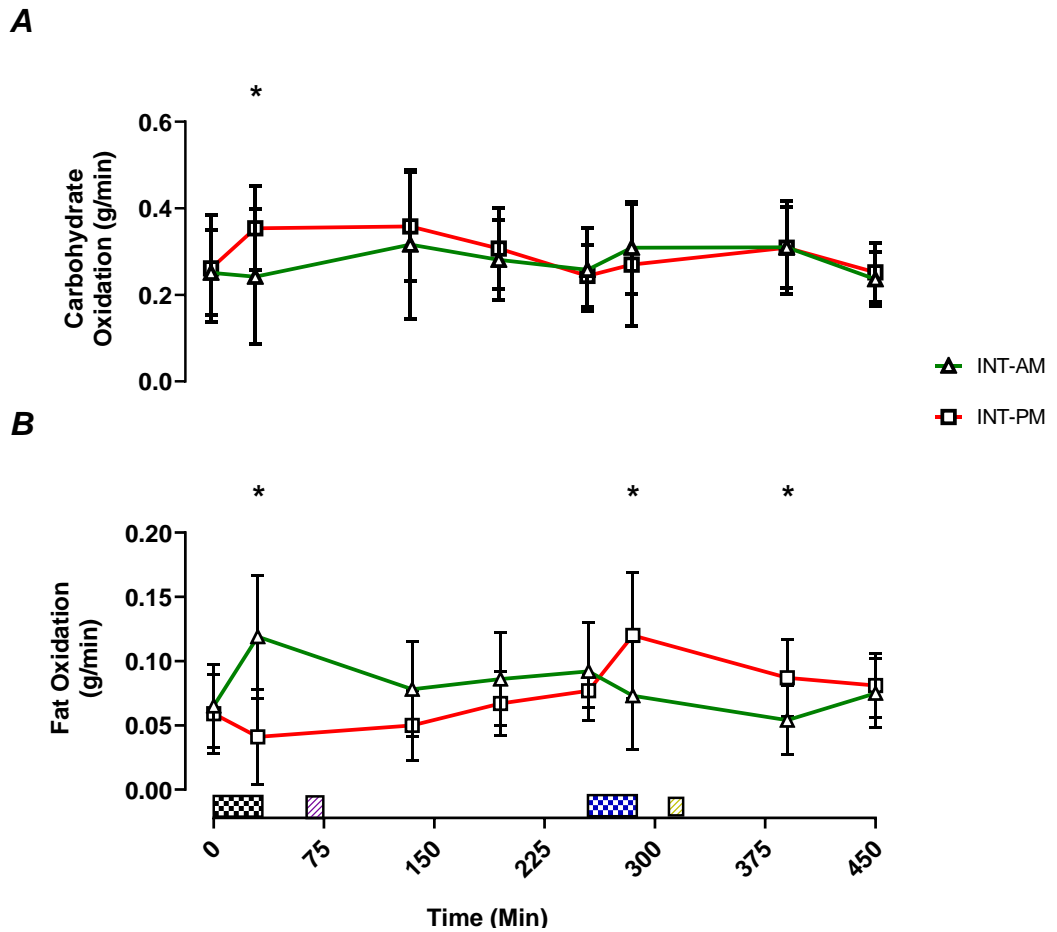 A
*
0.6
0.4
0.2
0.0
Carbohydrate
Oxidation (g/min)
INT-AM
INT-PM
B
* * *
0.20
0.15
0.10
0.05
0.00
Fat Oxidation
(g/min)
0 75 150 225 300 375 450
Time (Min)